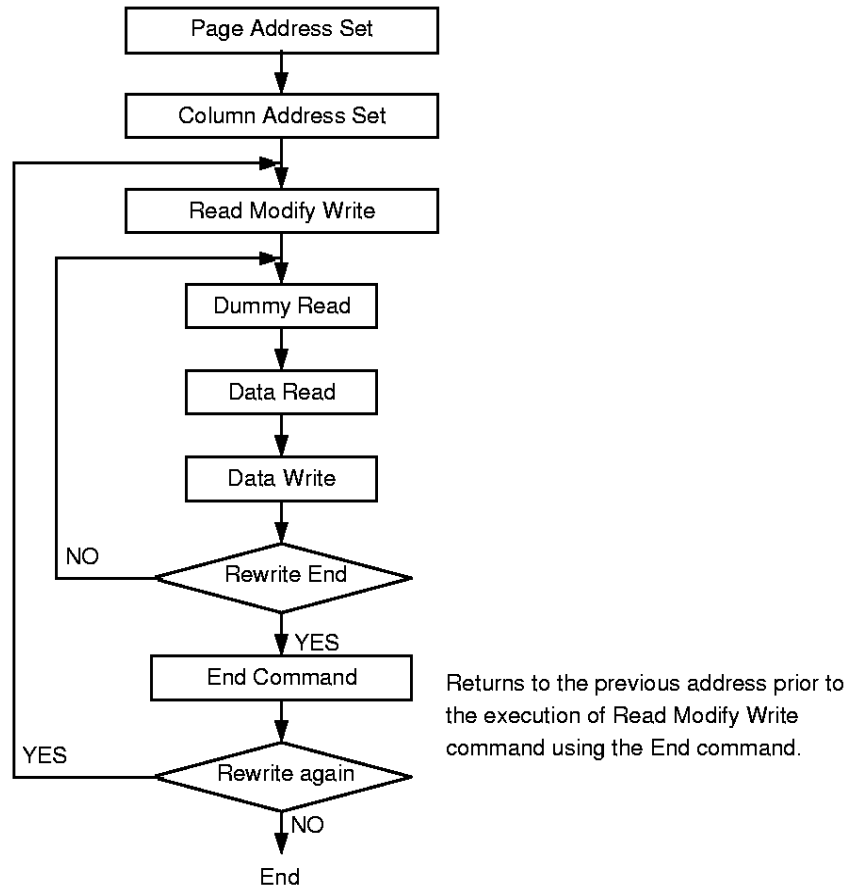 Page Address Set
Column Address Set
Read Modify Write
Dummy Read
Data Read
Data Write
NO
Rewrite End
YES
End Command
Returns to the previous address prior to
the execution of Read Modify Write
command using the End command.
YES
Rewrite again
NO
End